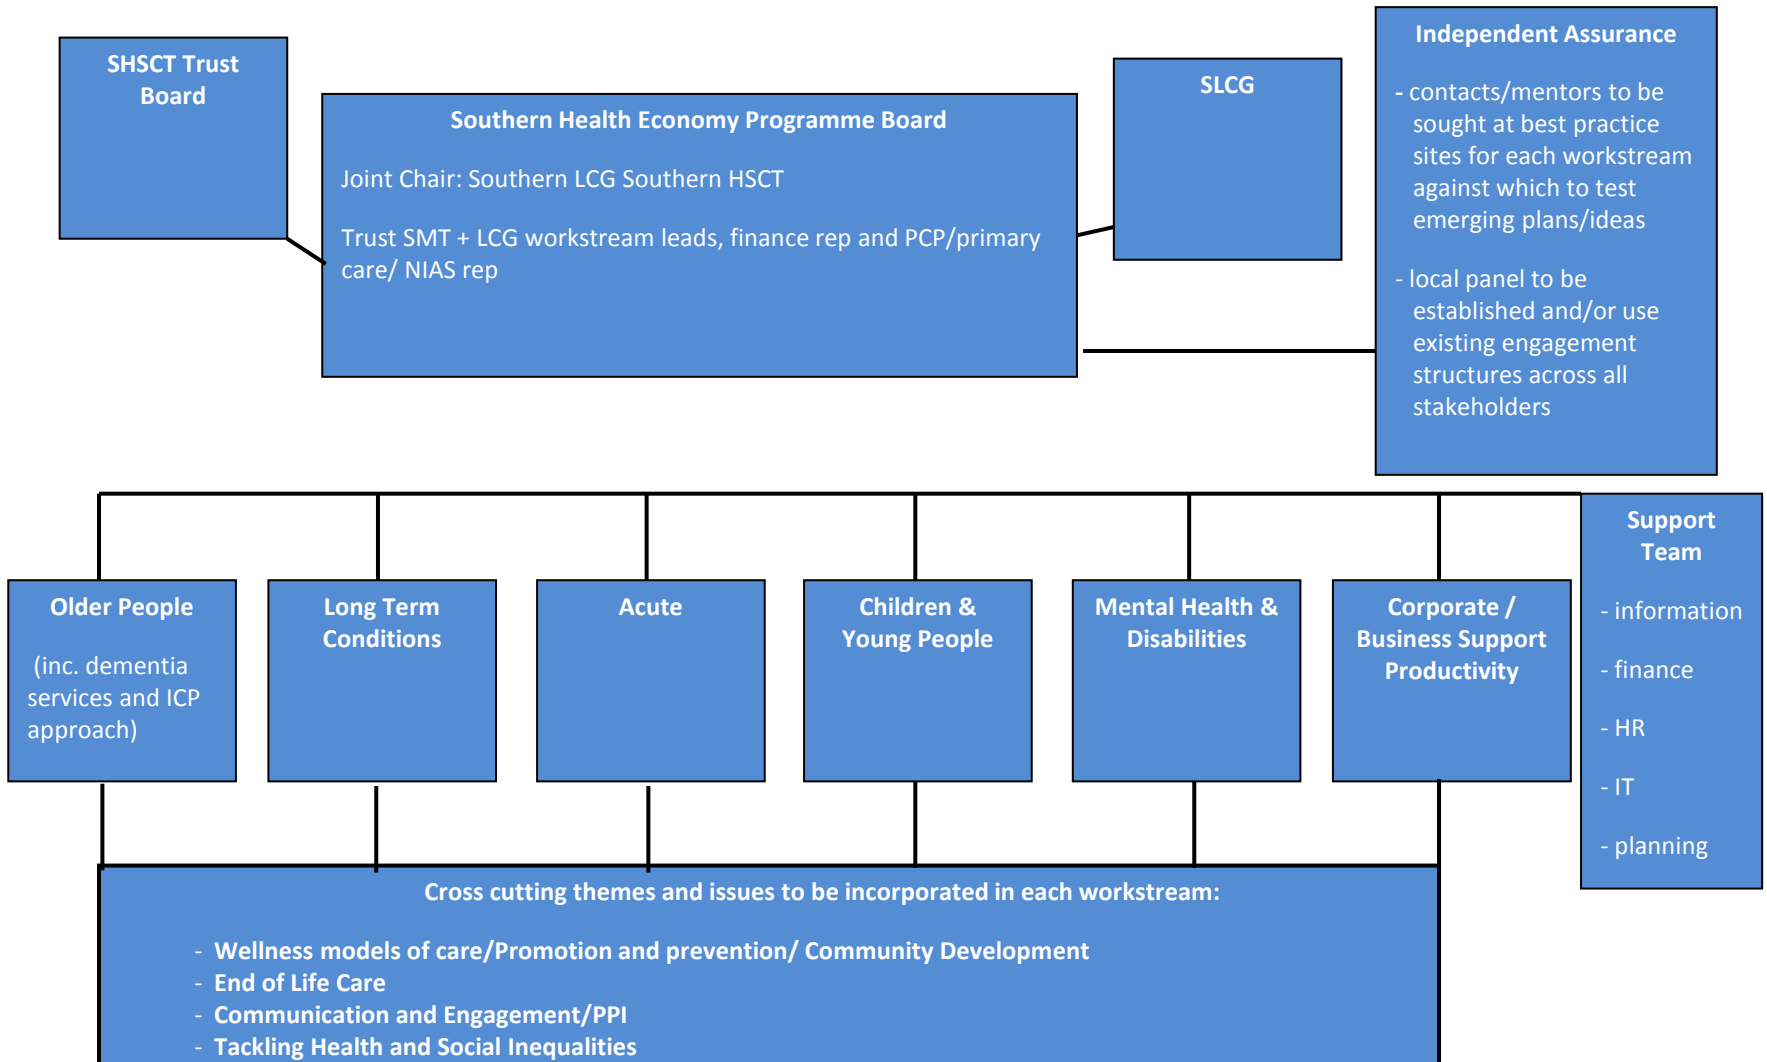 SHSCT Trust
Board
Southern Health Economy Programme Board
Joint Chair: Southern LCG Southern HSCT
Trust SMT + LCG workstream leads, finance rep and PCP/primary
care/ NIAS rep
SLCG
Independent Assurance
- contacts/mentors to be
sought at best practice
sites for each workstream
against which to test
emerging plans/ideas
- local panel to be
established and/or use
existing engagement
structures across all
stakeholders
Older People
(inc. dementia
services and ICP
approach)
Long Term
Conditions
Acute
Children &
Young People
Mental Health &
Disabilities
Corporate /
Business Support
Productivity
Support
Team
- information
- finance
- HR
- IT
- planning
Cross cutting themes and issues to be incorporated in each workstream:
- Wellness models of care/Promotion and prevention/ Community Development
- End of Life Care
- Communication and Engagement/PPI
- Tackling Health and Social Inequalities